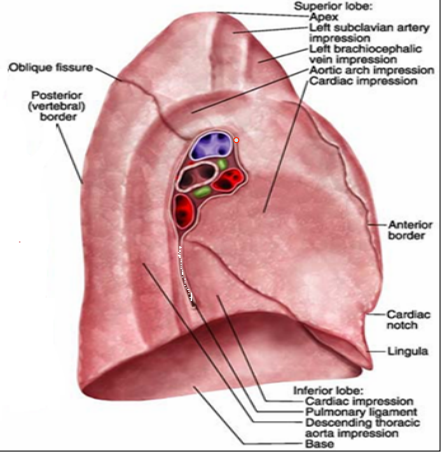 Superior lobe:
Apex
Left subclavian artery
impression
Left brachiocephalic
vein impression
Aortic arch impression
Cardiac impression
Oblique fissure
Posterior
(vertebral)
border
Anterior
border
Cardiac
notch
Lingula
Inferior lobe:
Cardiac impression
Pulmonary ligament
Descending thoracic
aorta impression
Base